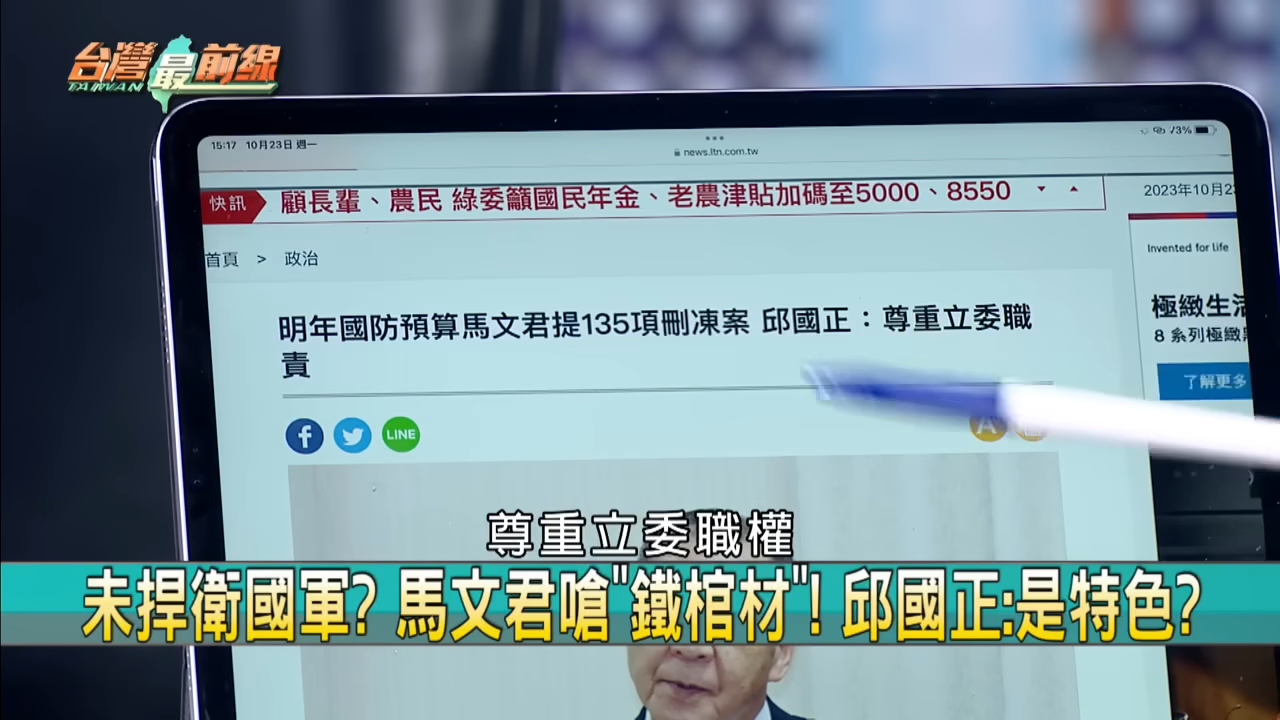 台灣最前線
TAIWAN
15:17 10月23日 週一
73%
news.ltn.com.tw
快訊 顧長輩、農民 綠委籲國民年金、老農津貼加碼至5000、8550
2023年10月23
首頁 > 政治
Invented for life
明年國防預算馬文君提135項刪凍案 邱國正：尊重立委職
責
極緻生活
8 系列極緻
了解更多
f
LINE
A
尊重立委職權
未捍衛國軍? 馬文君嗆"鐵棺材"! 邱國正:是特色?